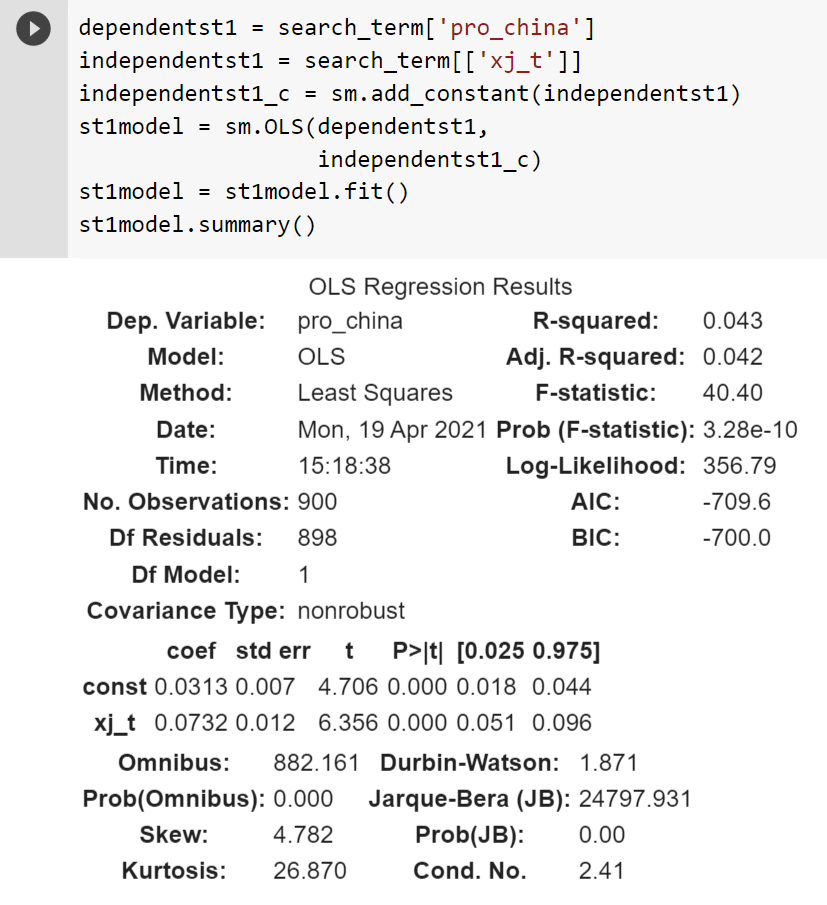 dependentst1 = search_term['pro_china']
independentst1 = search_term[['xj_t']]
independentst1_c = sm.add_constant(independentst1)
st1model = sm.OLS(dependentst1,
independentst1_c)
st1model = st1model.fit()
st1model.summary()
OLS Regression Results
Dep. Variable: pro_china R-squared: 0.043
Model: OLS Adj. R-squared: 0.042
Method: Least Squares F-statistic: 40.40
Date: Mon, 19 Apr 2021 Prob (F-statistic): 3.28e-10
Time: 15:18:38 Log-Likelihood: 356.79
No. Observations: 900 AIC: -709.6
Df Residuals: 898 BIC: -700.0
Df Model: 1
Covariance Type: nonrobust
coef std err t P>|t| [0.025 0.975]
const 0.0313 0.007 4.706 0.000 0.018 0.044
xj_t 0.0732 0.012 6.356 0.000 0.051 0.096
Omnibus: 882.161 Durbin-Watson: 1.871
Prob(Omnibus): 0.000 Jarque-Bera (JB): 24797.931
Skew: 4.782 Prob(JB): 0.00
Kurtosis: 26.870 Cond. No. 2.41